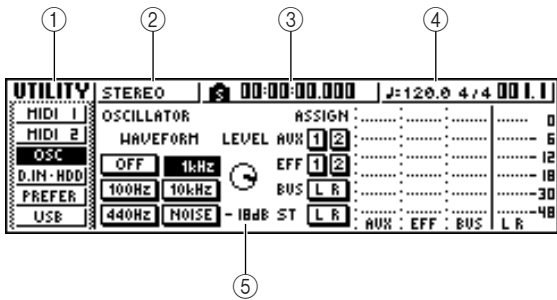 ① ② ③ ④
UTILITY STEREO S 00:00:00.000 ♩=120.0 4/4 001.1
MIDI 1 OSCILLATOR ASSIGN 0
MIDI 2 WAVEFORM LEVEL AUX 1 2 6
OSC OFF 1kHz EFF 1 2 12
D.IN·HDD 18
PREFER 100Hz 10kHz BUS L R 30
USB 440Hz NOISE -18dB ST L R 48
AUX EFF BUS L R
⑤